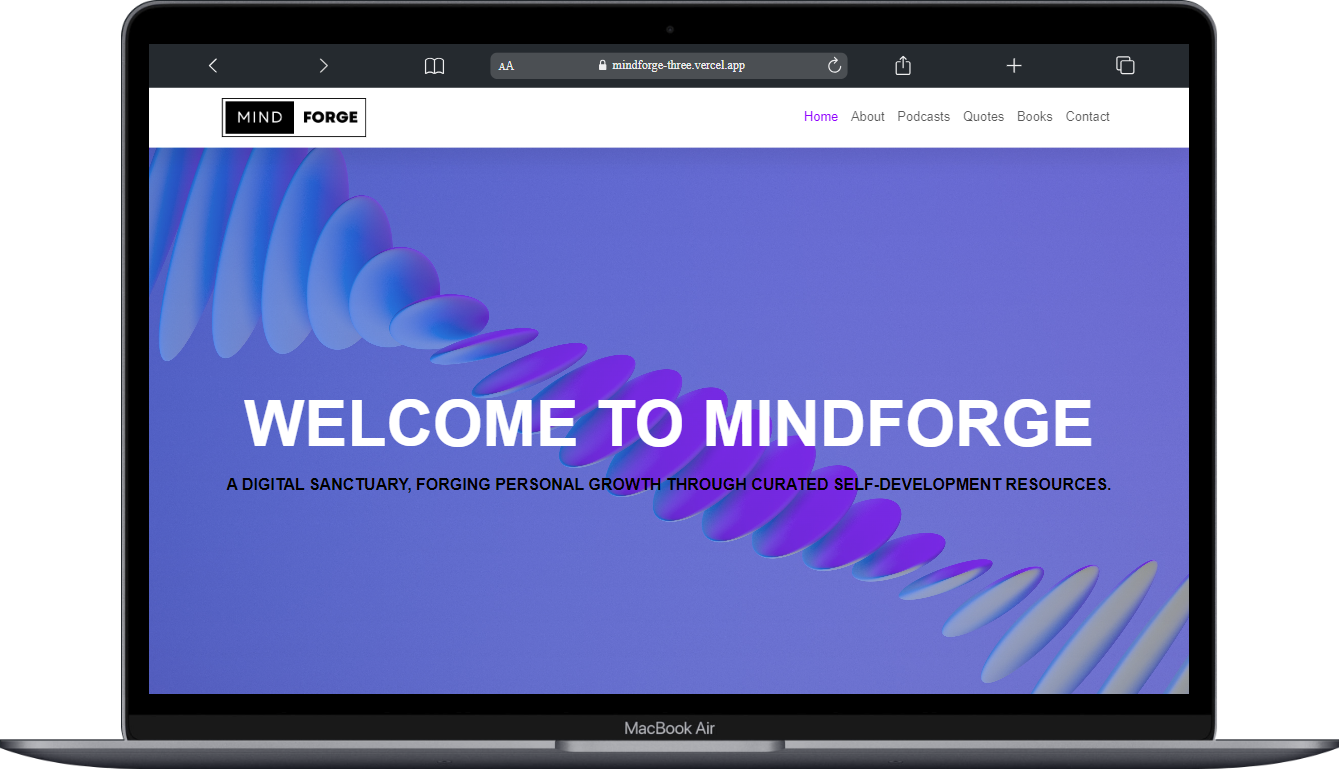 AA mindforge-three.vercel.app
MIND FORGE
Home About Podcasts Quotes Books Contact
WELCOME TO MINDFORGE
A DIGITAL SANCTUARY, FORGING PERSONAL GROWTH THROUGH CURATED SELF-DEVELOPMENT RESOURCES.
MacBook Air